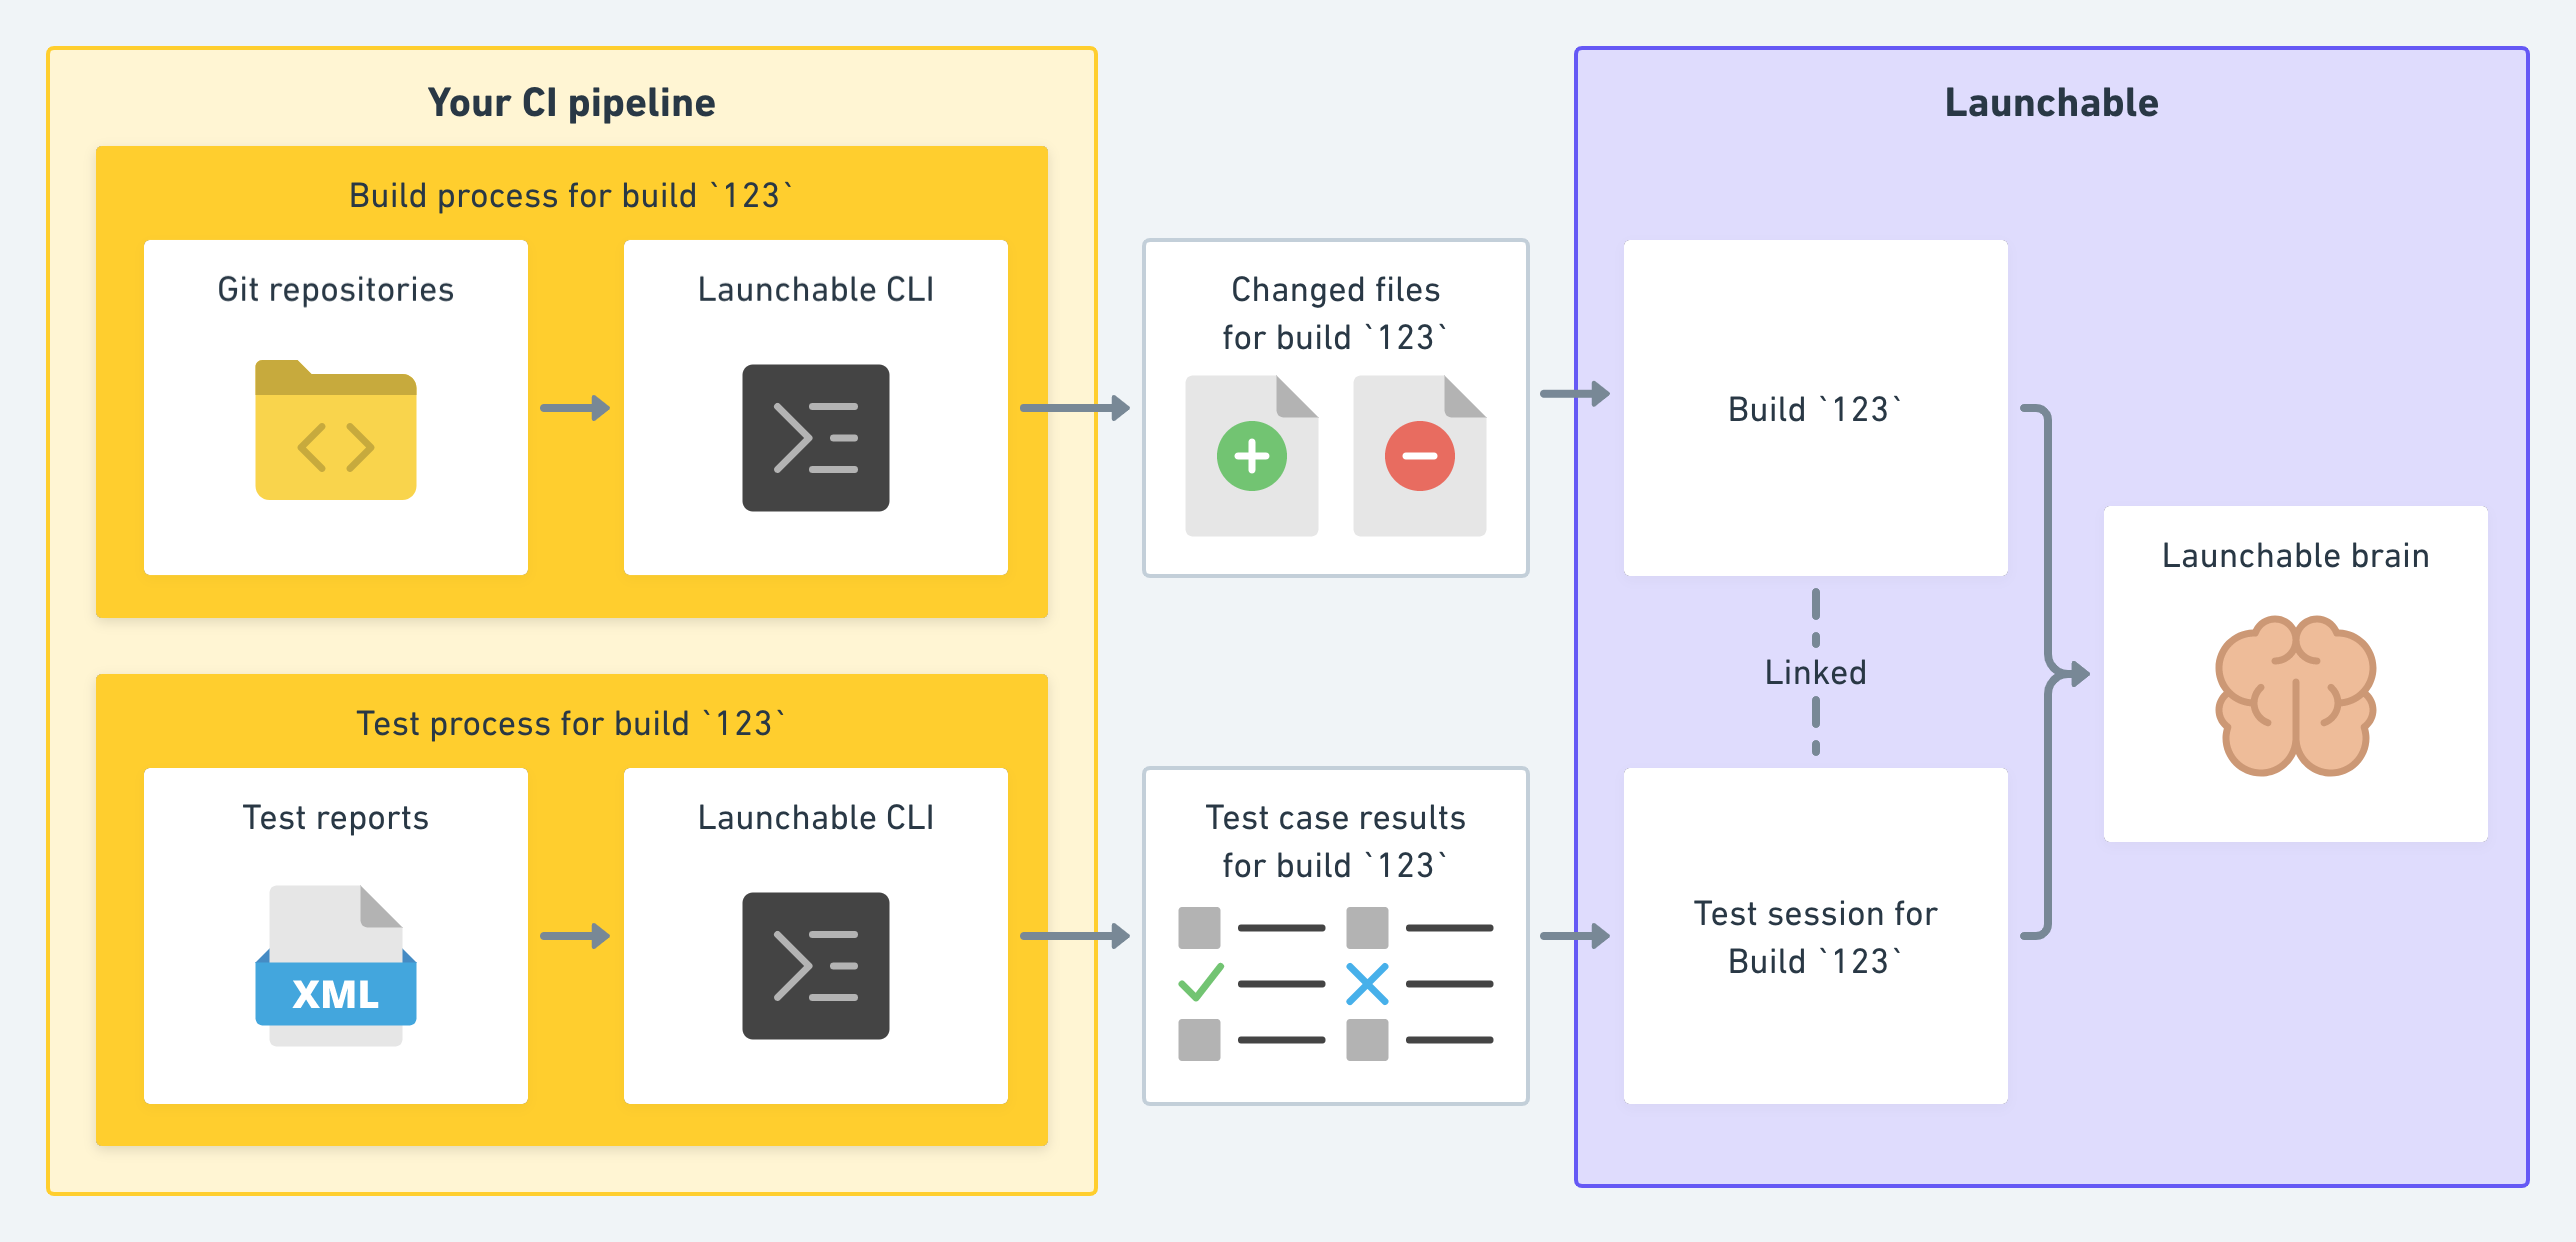 Your CI pipeline
Build process for build `123`
Git repositories
Launchable CLI
Test process for build `123`
Test reports
XML
Launchable CLI
Changed files
for build `123`
Test case results
for build `123`
Launchable
Build `123`
Linked
Test session for
Build `123`
Launchable brain